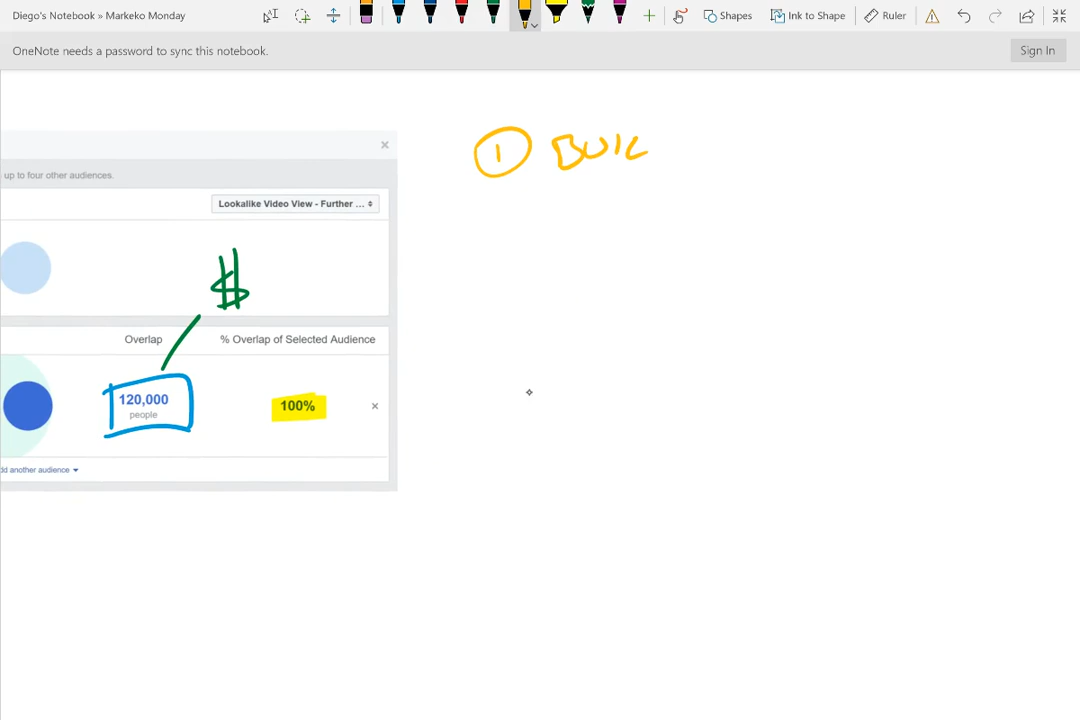 Diego's Notebook » Markeko Monday
Shapes
Ink to Shape
Ruler
OneNote needs a password to sync this notebook.
Sign In
up to four other audiences.
Lookalike Video View - Further ...
$
Overlap
% Overlap of Selected Audience
120,000
people
100%
dd another audience
1 BUIL